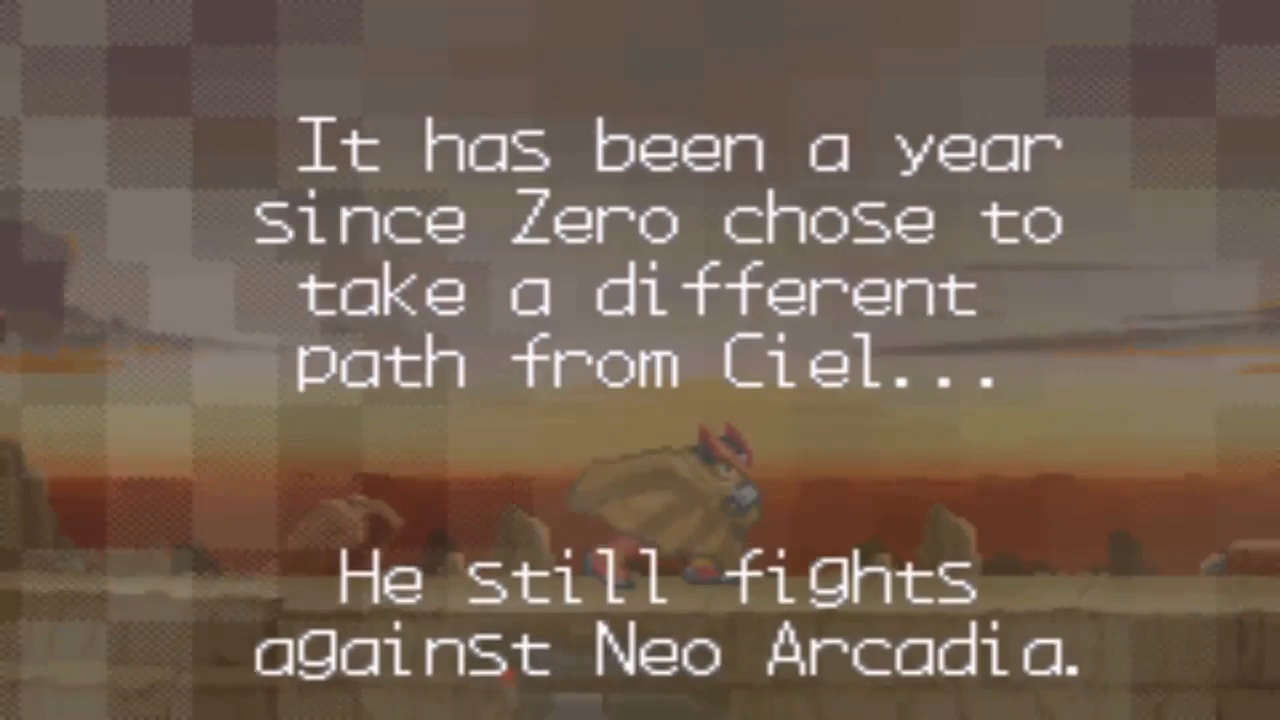 It has been a year
since Zero chose to
take a different
path from Ciel...
He still fights
against Neo Arcadia.